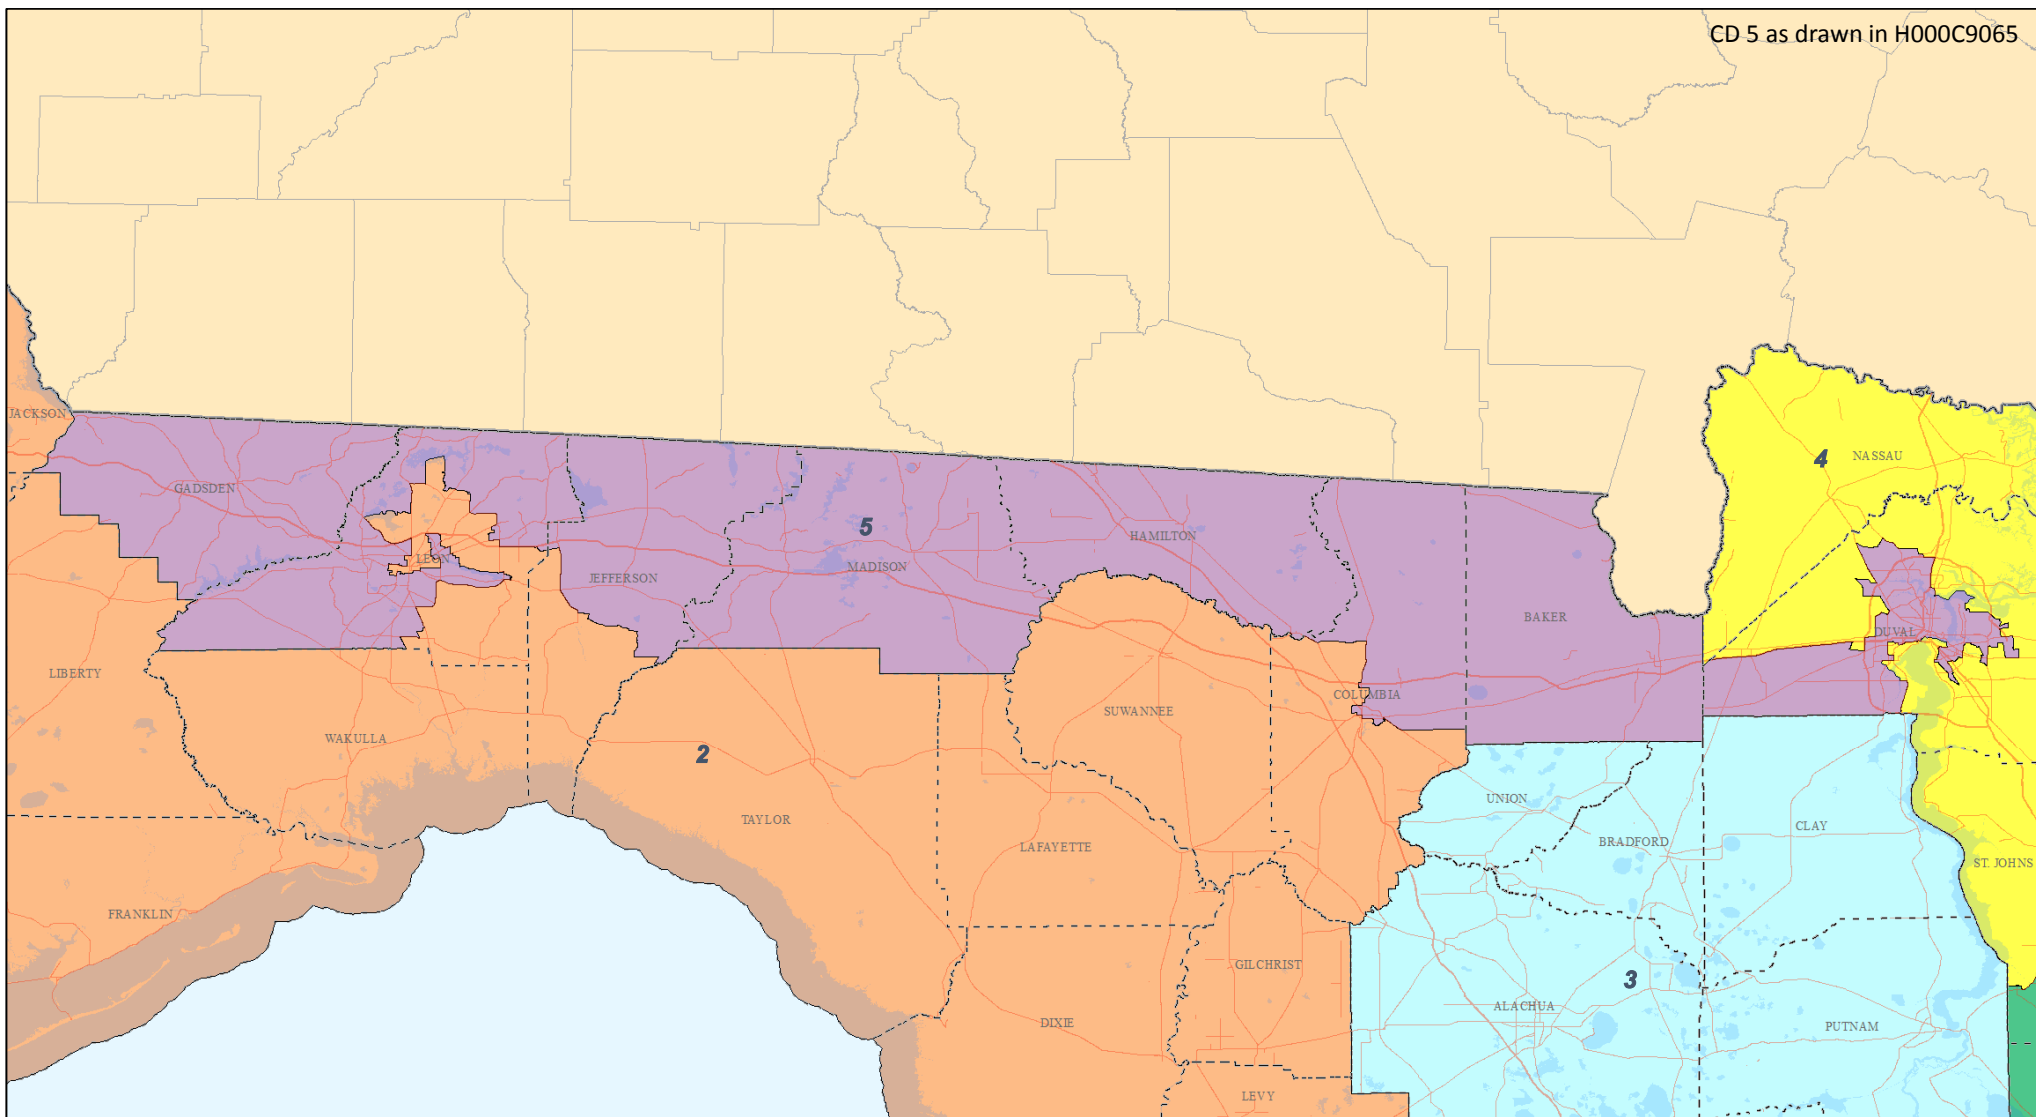 CD 5 as drawn in H000C9065
JACKSON
4
NASSAU
GADSDEN
5
HAMILTON
LEON
MADISON
JEFFERSON
BAKER
DUVAL
LIBERTY
COLUMBIA
SUWANNEE
WAKULLA
2
UNION
TAYLOR
CLAY
BRADFORD
LAFAYETTE
ST. JOHNS
FRANKLIN
GILCHRIST
3
ALACHUA
DIXIE
PUTNAM
LEVY